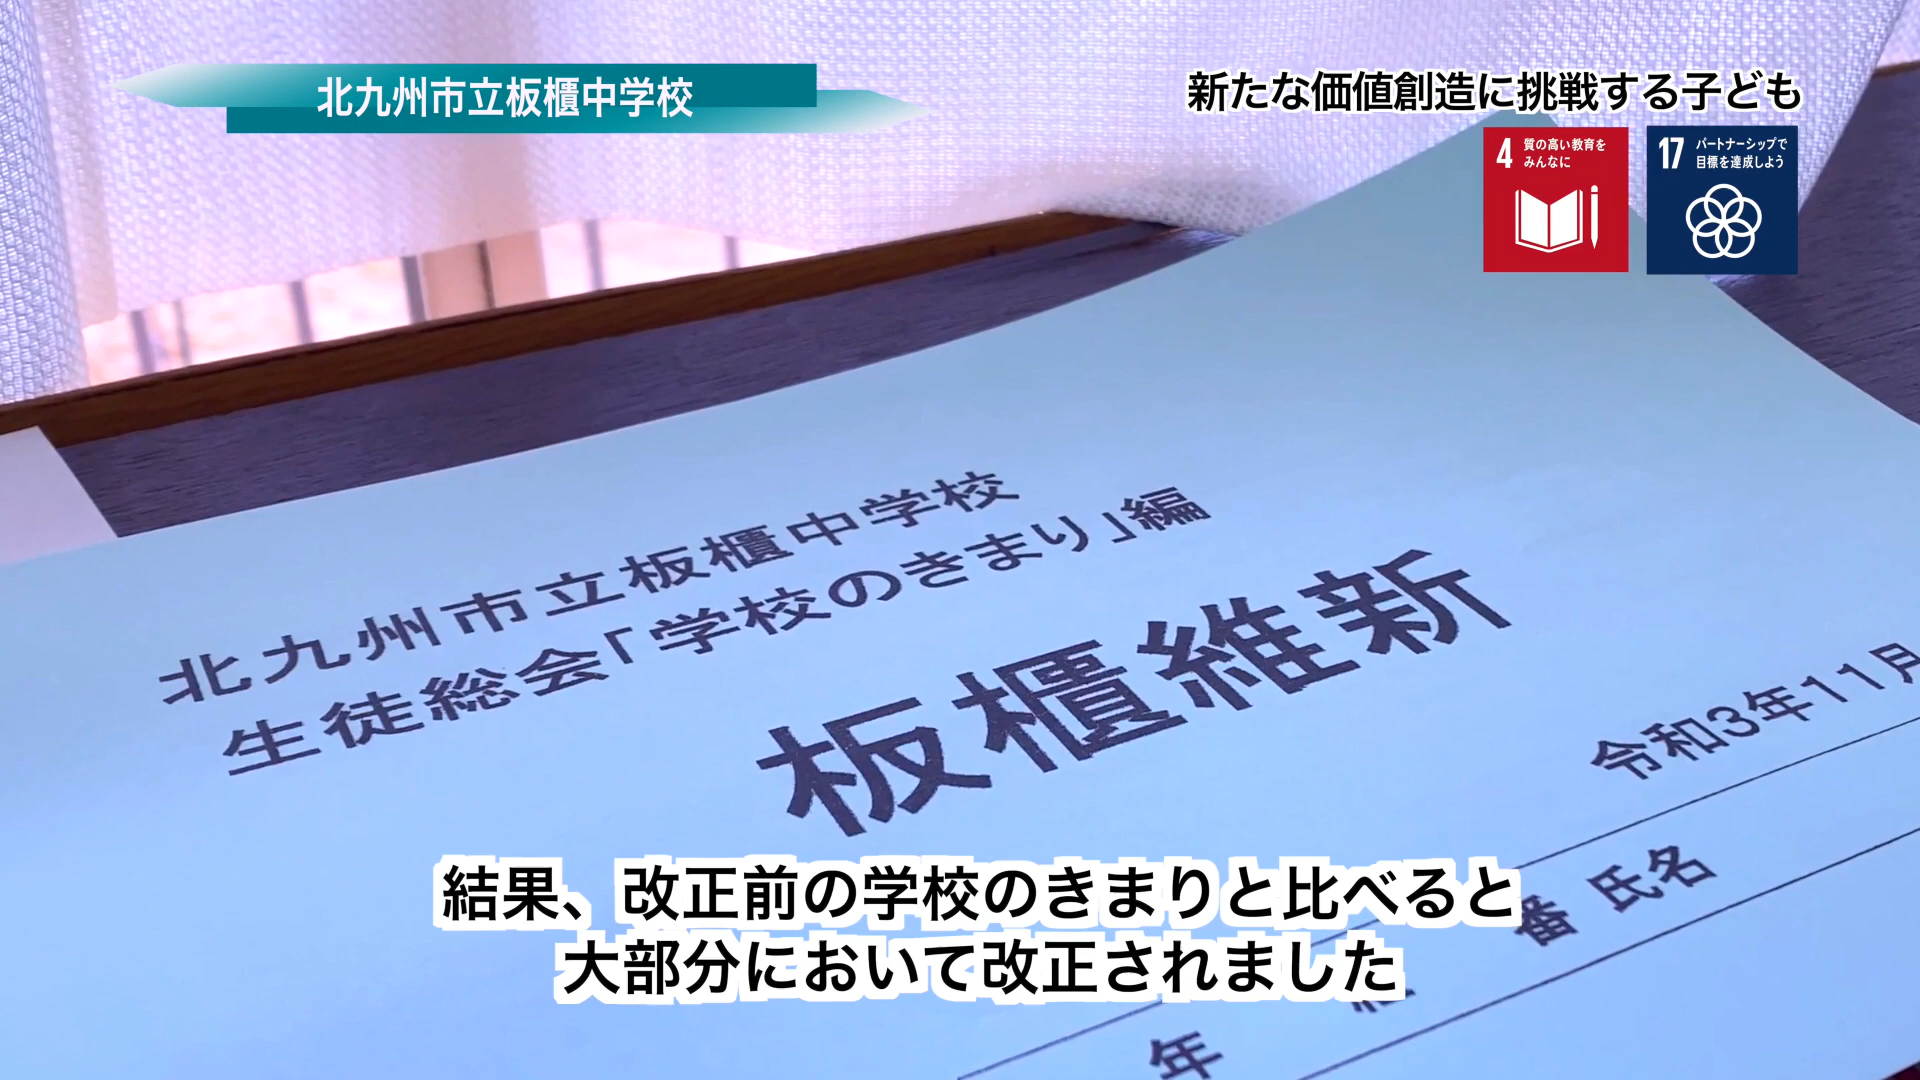 北九州市立板櫃中学校
新たな価値創造に挑戦する子ども
4 質の高い教育を
みんなに
17 パートナーシップで
目標を達成しよう
北九州市立板櫃中学校
生徒総会「学校のきまり」編
板櫃維新
令和3年11月
番 氏名
年
結果、改正前の学校のきまりと比べると
大部分において改正されました